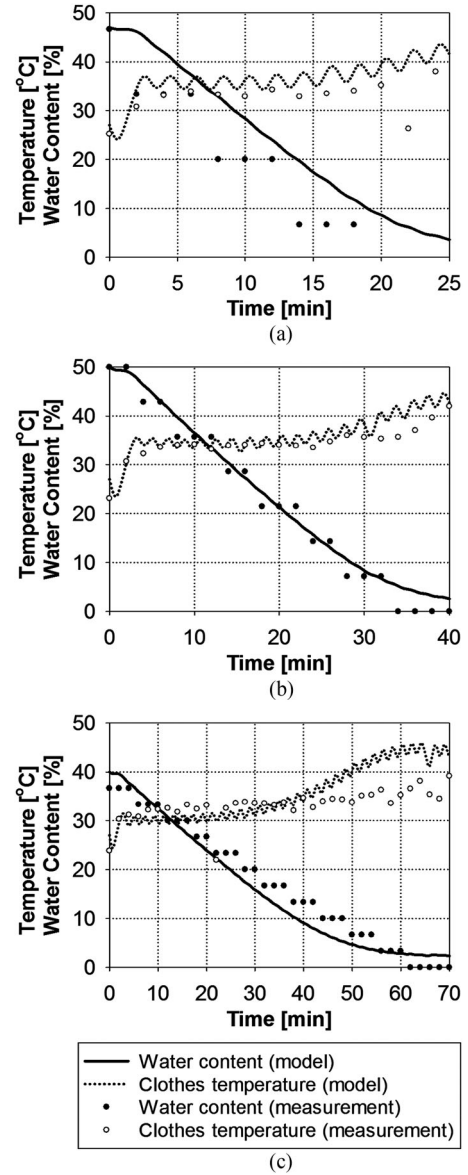 50
40
30
20
10
0
0 5 10 15 20 25
Temperature [°C]
Water Content [%]
Time [min]
(a)
50
40
30
20
10
0
0 10 20 30 40
Temperature [°C]
Water Content [%]
Time [min]
(b)
50
40
30
20
10
0
0 10 20 30 40 50 60 70
Temperature [°C]
Water Content [%]
Time [min]
Water content (model)
Clothes temperature (model)
Water content (measurement)
Clothes temperature (measurement)
(c)